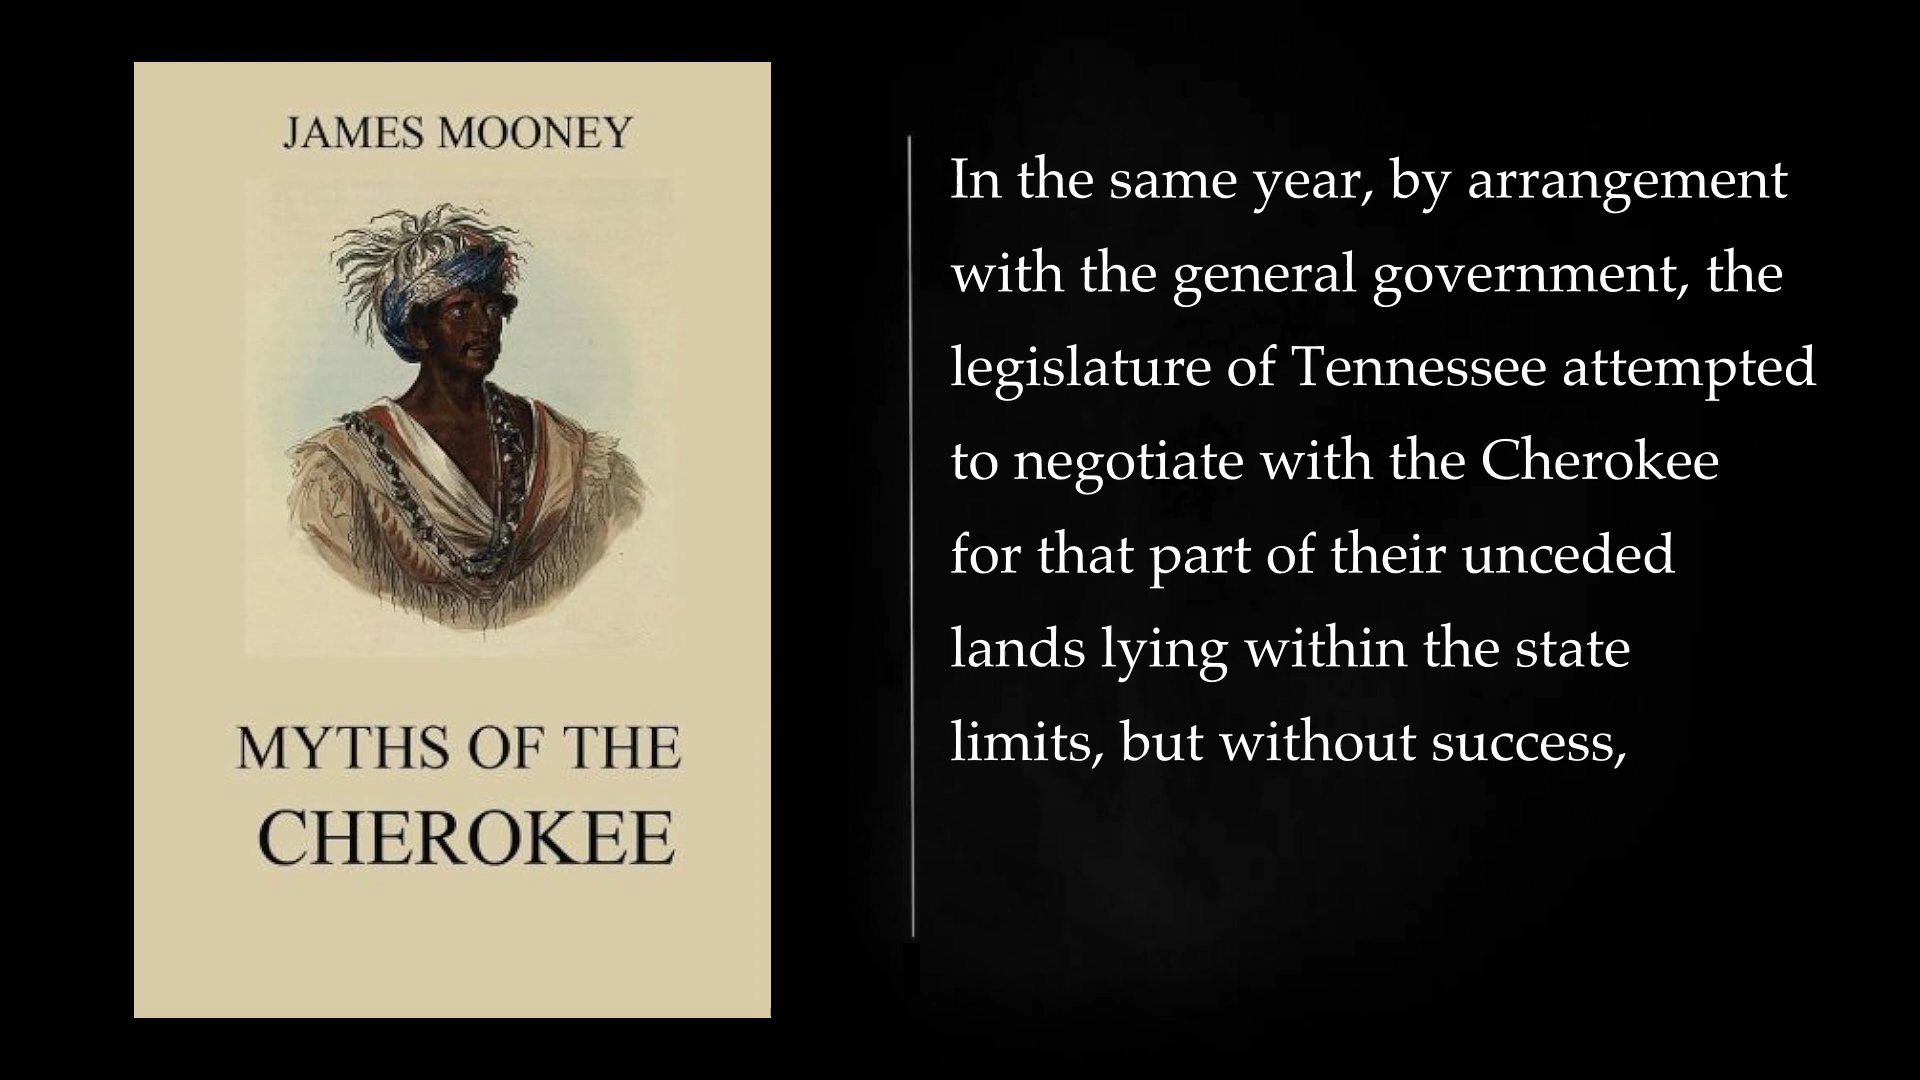 JAMES MOONEY
MYTHS OF THE
CHEROKEE
In the same year, by arrangement
with the general government, the
legislature of Tennessee attempted
to negotiate with the Cherokee
for that part of their unceded
lands lying within the state
limits, but without success,